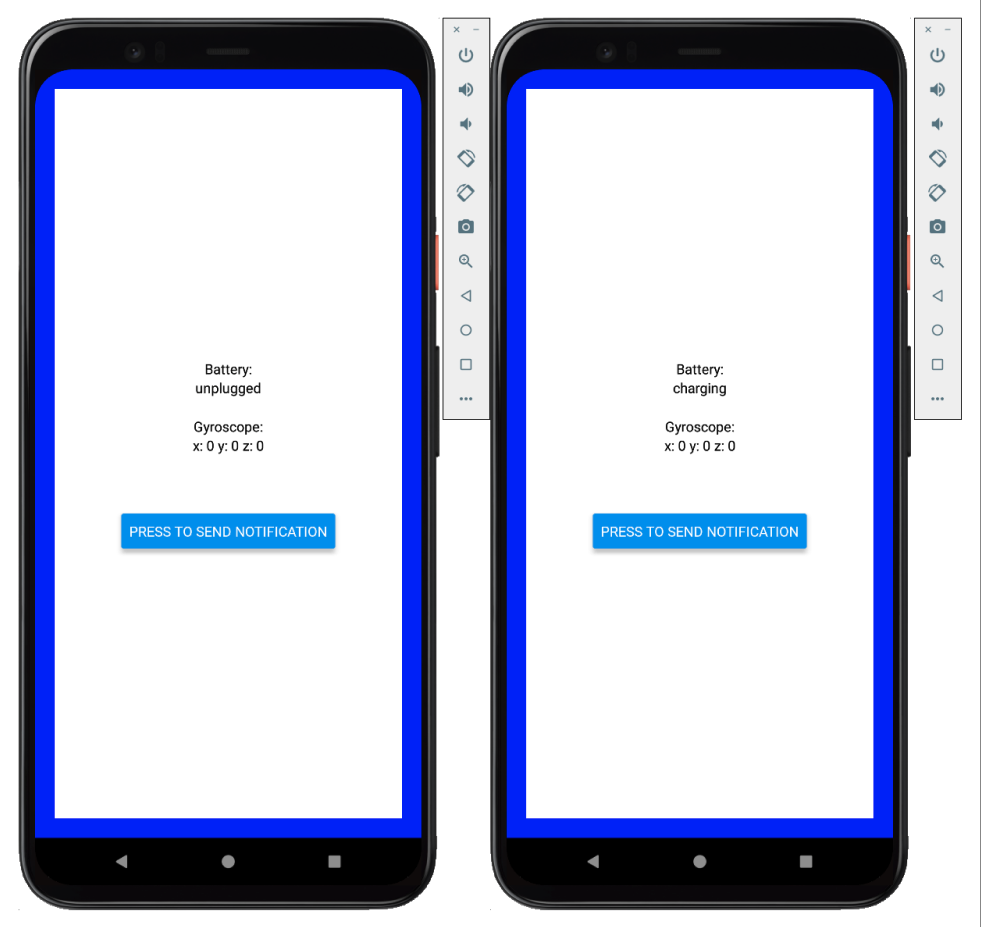 Battery:
unplugged
Gyroscope:
x: 0 y: 0 z: 0
PRESS TO SEND NOTIFICATION
Battery:
charging
Gyroscope:
x: 0 y: 0 z: 0
PRESS TO SEND NOTIFICATION